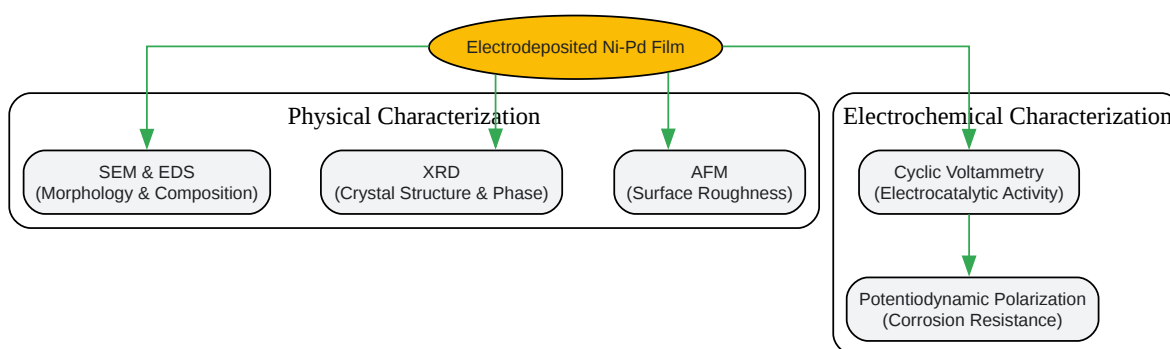 Electrodeposited Ni-Pd Film
Physical Characterization
Electrochemical Characterization
SEM & EDS
(Morphology & Composition)
XRD
(Crystal Structure & Phase)
AFM
(Surface Roughness)
Cyclic Voltammetry
(Electrocatalytic Activity)
Potentiodynamic Polarization
(Corrosion Resistance)